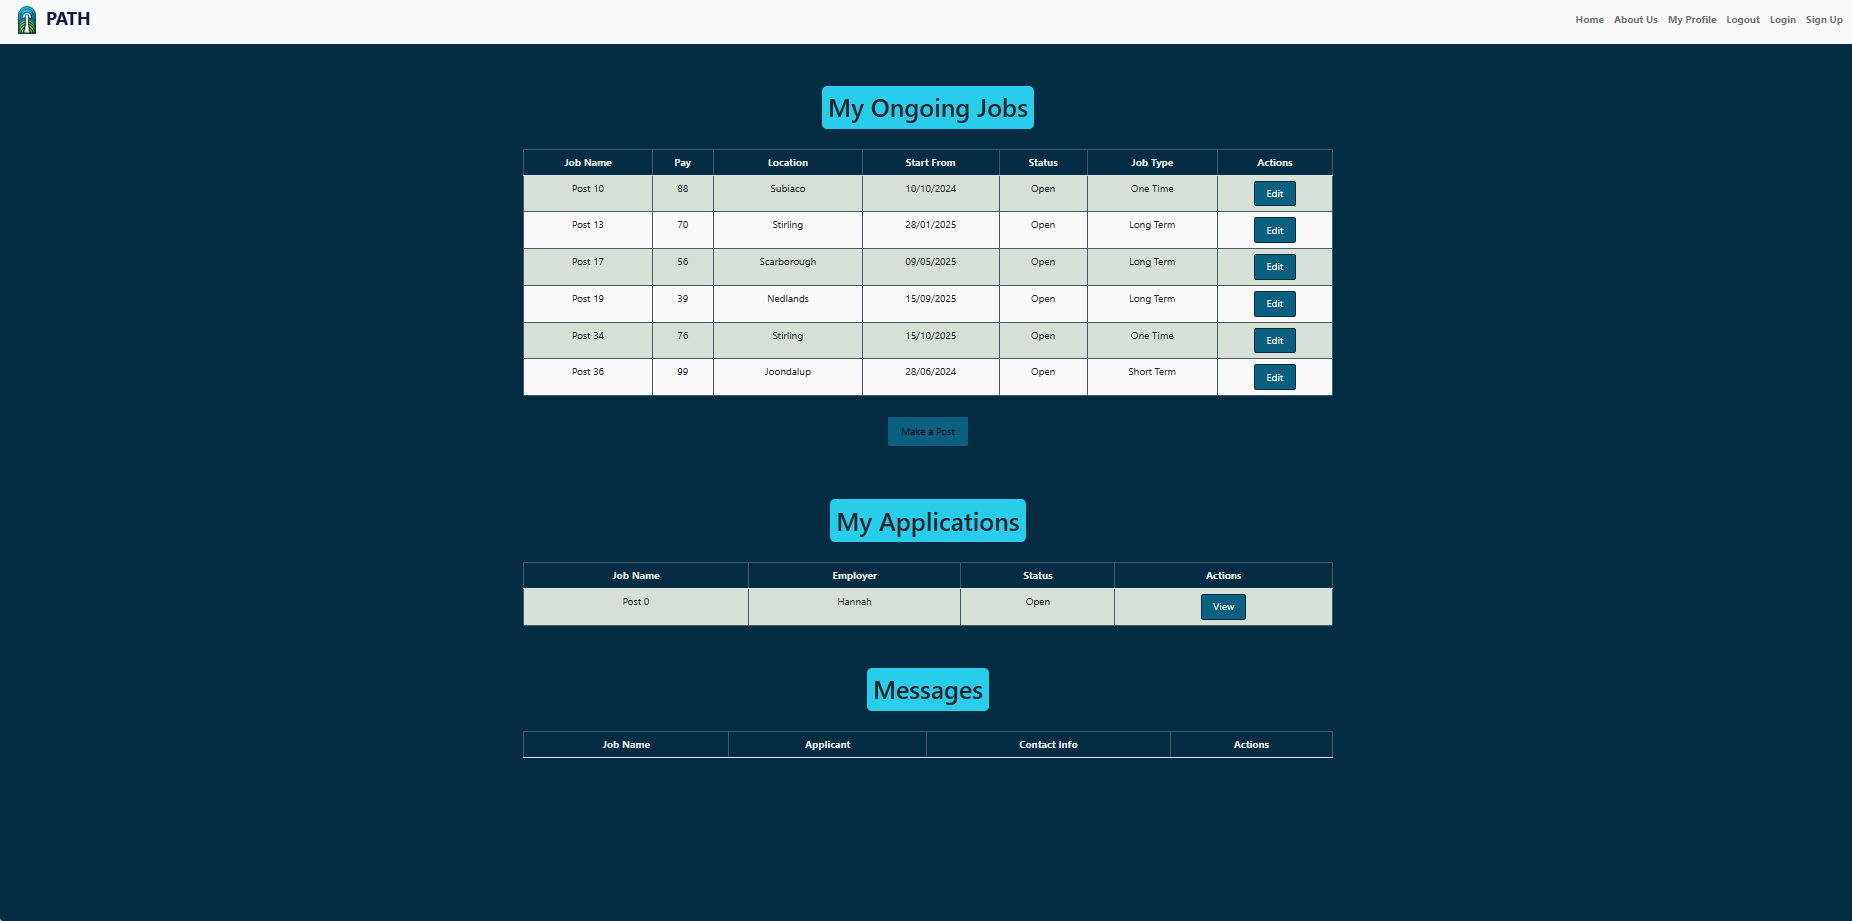 PATH
Home About Us My Profile Logout Login Sign Up
My Ongoing Jobs
Job Name Pay Location Start From Status Job Type Actions
Post 10 88 Subiaco 10/10/2024 Open One Time Edit
Post 13 70 Stirling 28/01/2025 Open Long Term Edit
Post 17 56 Scarborough 09/05/2025 Open Long Term Edit
Post 19 39 Nedlands 15/09/2025 Open Long Term Edit
Post 34 76 Stirling 15/10/2025 Open One Time Edit
Post 36 99 Joondalup 28/06/2024 Open Short Term Edit
Make a Post
My Applications
Job Name Employer Status Actions
Post 0 Hannah Open View
Messages
Job Name Applicant Contact Info Actions